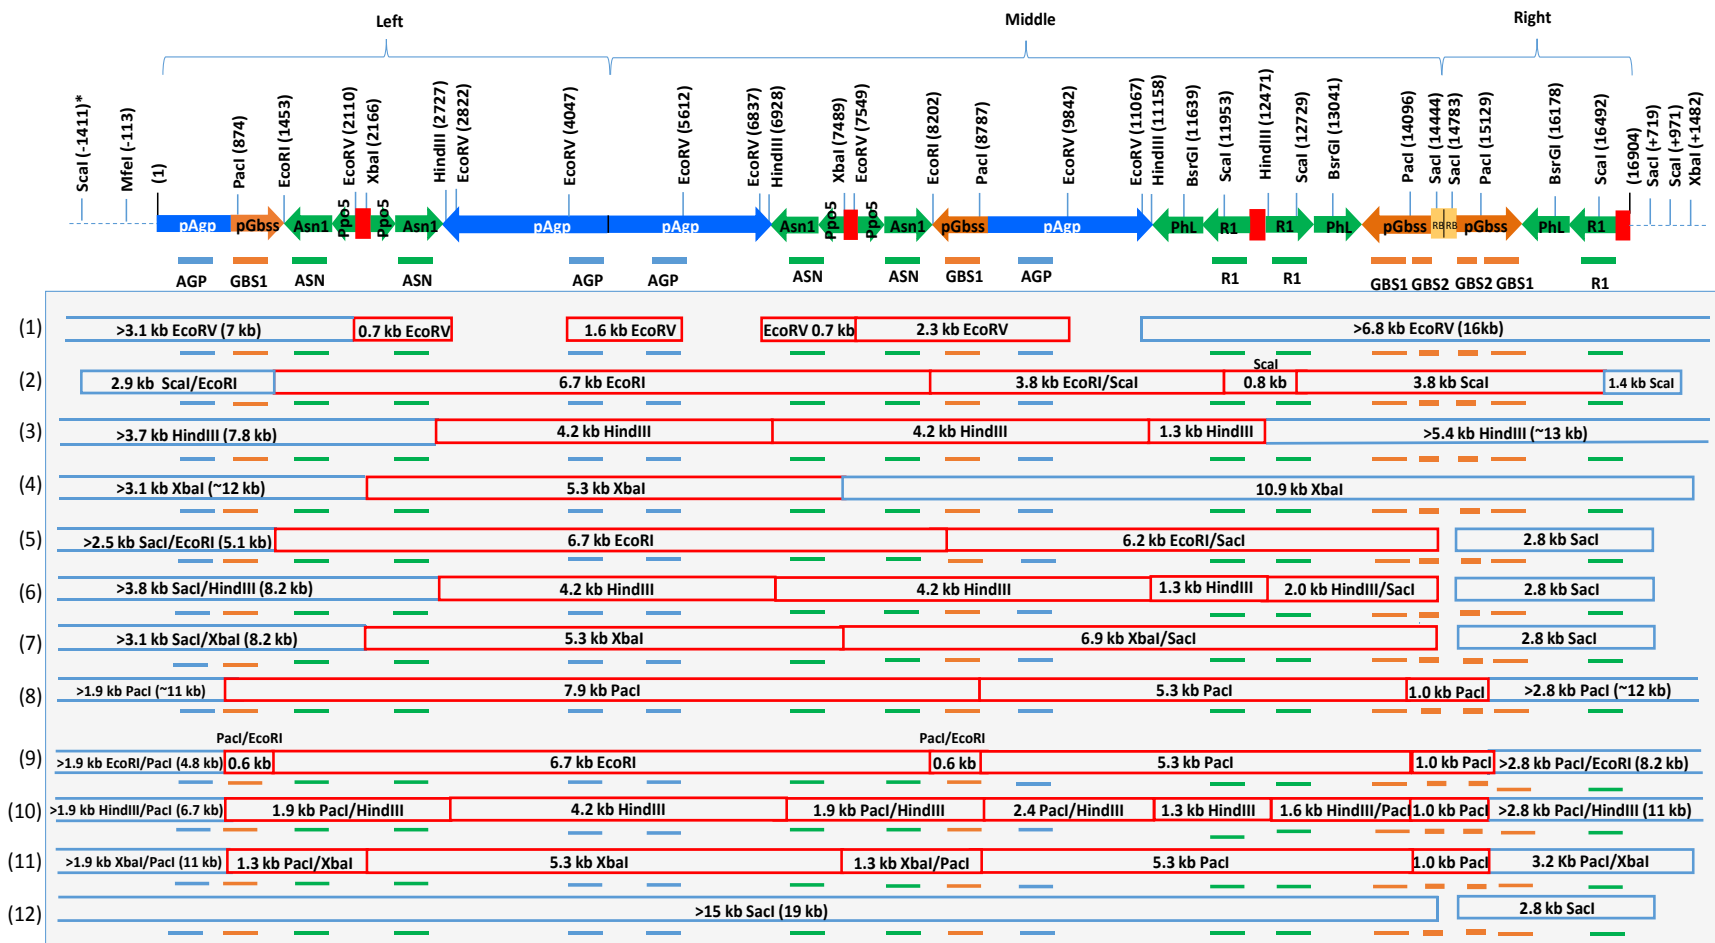 Left
Middle
Right
ScaI (-1411)*
MfeI (-113)
(1)
PacI (874)
EcoRI (1453)
EcoRV (2110)
XbaI (2166)
HindIII (2727)
EcoRV (2822)
EcoRV (4047)
EcoRV (5612)
EcoRV (6837)
HindIII (6928)
XbaI (7489)
EcoRV (7549)
EcoRI (8202)
PacI (8787)
EcoRV (9842)
EcoRV (11067)
HindIII (11158)
BsrGI (11639)
ScaI (11953)
HindIII (12471)
ScaI (12729)
BsrGI (13041)
PacI (14096)
SacI (14444)
SacI (14783)
PacI (15129)
BsrGI (16178)
ScaI (16492)
(16904)
SacI (+719)
ScaI (+971)
XbaI (+1482)
pAgp pGbss Asn1 Ppo5 Ppo5 Asn1 pAgp pAgp Asn1 Ppo5 Ppo5 Asn1 pGbss pAgp PhL R1 R1 PhL pGbss RB RB pGbss PhL R1
AGP GBS1 ASN ASN AGP AGP ASN ASN GBS1 AGP R1 R1 GBS1 GBS2 GBS2 GBS1 R1
(1) >3.1 kb EcoRV (7 kb) 0.7 kb EcoRV 1.6 kb EcoRV EcoRV 0.7 kb 2.3 kb EcoRV >6.8 kb EcoRV (16kb)
ScaI
(2) 2.9 kb ScaI/EcoRI 6.7 kb EcoRI 3.8 kb EcoRI/ScaI 0.8 kb 3.8 kb ScaI 1.4 kb ScaI
(3) >3.7 kb HindIII (7.8 kb) 4.2 kb HindIII 4.2 kb HindIII 1.3 kb HindIII >5.4 kb HindIII (~13 kb)
(4) >3.1 kb XbaI (~12 kb) 5.3 kb XbaI 10.9 kb XbaI
(5) >2.5 kb SacI/EcoRI (5.1 kb) 6.7 kb EcoRI 6.2 kb EcoRI/SacI 2.8 kb SacI
(6) >3.8 kb SacI/HindIII (8.2 kb) 4.2 kb HindIII 4.2 kb HindIII 1.3 kb HindIII 2.0 kb HindIII/SacI 2.8 kb SacI
(7) >3.1 kb SacI/XbaI (8.2 kb) 5.3 kb XbaI 6.9 kb XbaI/SacI 2.8 kb SacI
(8) >1.9 kb PacI (~11 kb) 7.9 kb PacI 5.3 kb PacI 1.0 kb PacI >2.8 kb PacI (~12 kb)
PacI/EcoRI PacI/EcoRI
(9) >1.9 kb EcoRI/PacI (4.8 kb) 0.6 kb 6.7 kb EcoRI 0.6 kb 5.3 kb PacI 1.0 kb PacI >2.8 kb PacI/EcoRI (8.2 kb)
(10) >1.9 kb HindIII/PacI (6.7 kb) 1.9 kb PacI/HindIII 4.2 kb HindIII 1.9 kb PacI/HindIII 2.4 PacI/HindIII 1.3 kb HindIII 1.6 kb HindIII/PacI 1.0 kb PacI >2.8 kb PacI/HindIII (11 kb)
(11) >1.9 kb XbaI/PacI (11 kb) 1.3 kb PacI/XbaI 5.3 kb XbaI 1.3 kb XbaI/PacI 5.3 kb PacI 1.0 kb PacI 3.2 Kb PacI/XbaI
(12) >15 kb SacI (19 kb) 2.8 kb SacI